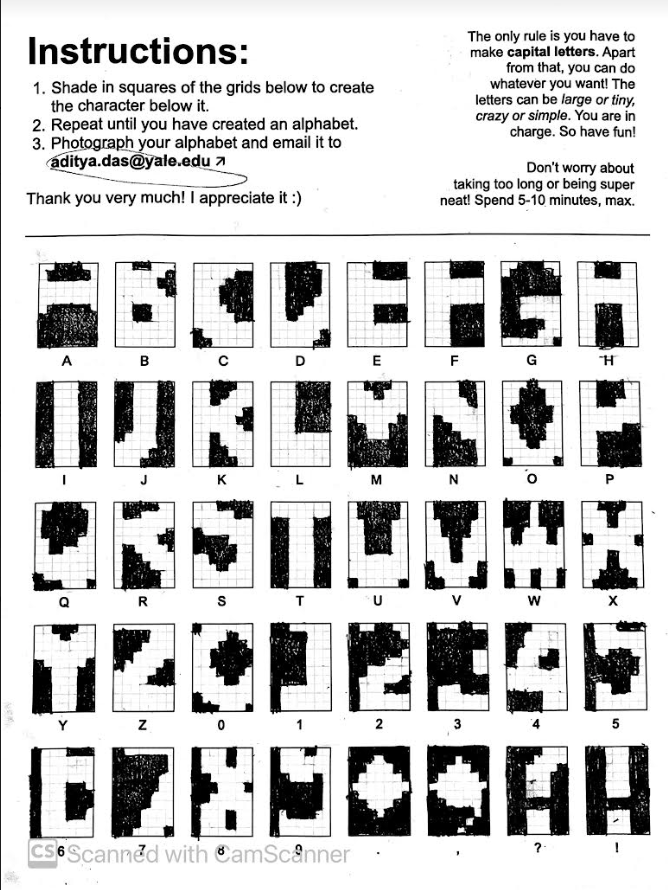 Instructions:
1. Shade in squares of the grids below to create
the character below it.
2. Repeat until you have created an alphabet.
3. Photograph your alphabet and email it to
aditya.das@yale.edu ↗
Thank you very much! I appreciate it :)
The only rule is you have to
make capital letters. Apart
from that, you can do
whatever you want! The
letters can be large or tiny,
crazy or simple. You are in
charge. So have fun!
Don't worry about
taking too long or being super
neat! Spend 5-10 minutes, max.
A B C D E F G H
I J K L M N O P
Q R S T U V W X
Y Z 0 1 2 3 4 5
6 7 8 9 . , ? !
CS Scanned with CamScanner